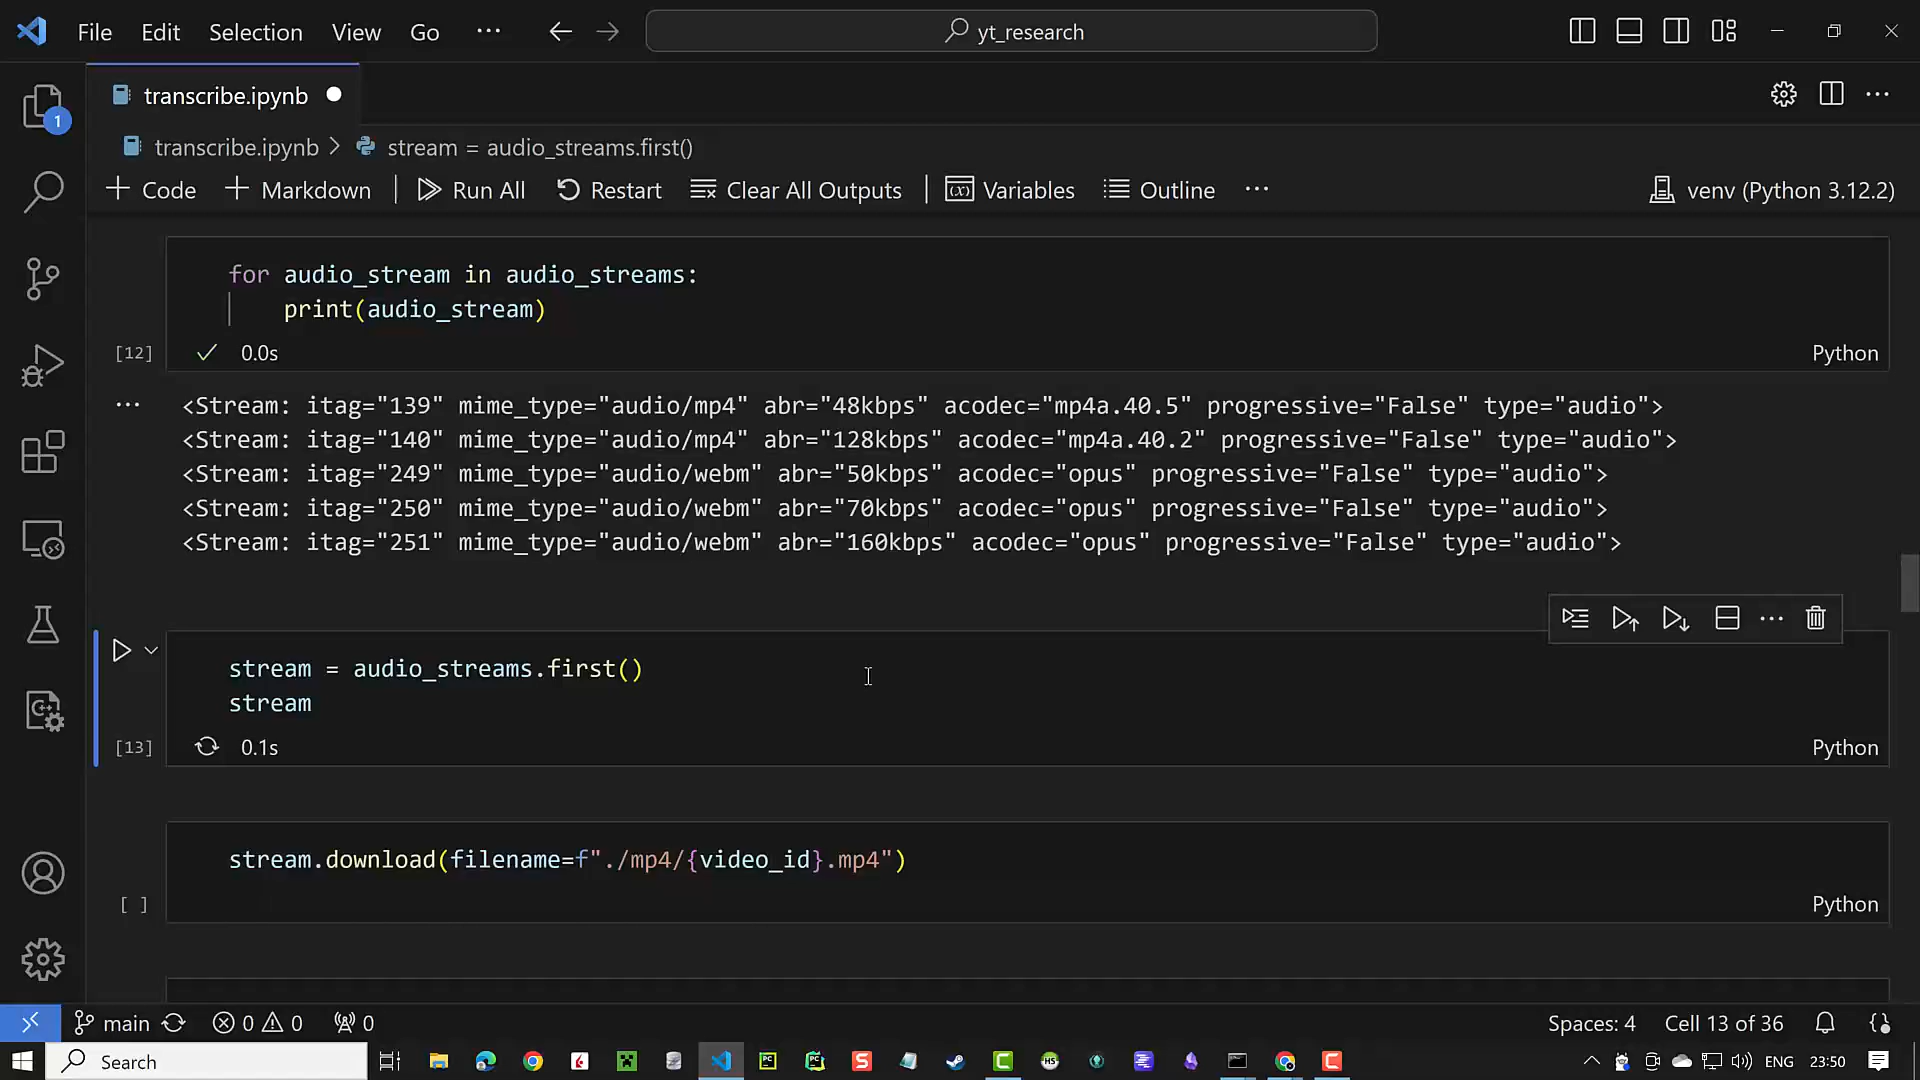 File Edit Selection View Go ··· yt_research
transcribe.ipynb
1
transcribe.ipynb > stream = audio_streams.first()
+ Code + Markdown | Run All Restart Clear All Outputs | Variables Outline ··· venv (Python 3.12.2)
for audio_stream in audio_streams:
print(audio_stream)
[12] 0.0s Python
<Stream: itag="139" mime_type="audio/mp4" abr="48kbps" acodec="mp4a.40.5" progressive="False" type="audio">
<Stream: itag="140" mime_type="audio/mp4" abr="128kbps" acodec="mp4a.40.2" progressive="False" type="audio">
<Stream: itag="249" mime_type="audio/webm" abr="50kbps" acodec="opus" progressive="False" type="audio">
<Stream: itag="250" mime_type="audio/webm" abr="70kbps" acodec="opus" progressive="False" type="audio">
<Stream: itag="251" mime_type="audio/webm" abr="160kbps" acodec="opus" progressive="False" type="audio">
stream = audio_streams.first()
stream
[13] 0.1s Python
stream.download(filename=f"./mp4/{video_id}.mp4")
[ ] Python
main 0 0 0 Spaces: 4 Cell 13 of 36
Search ENG 23:50